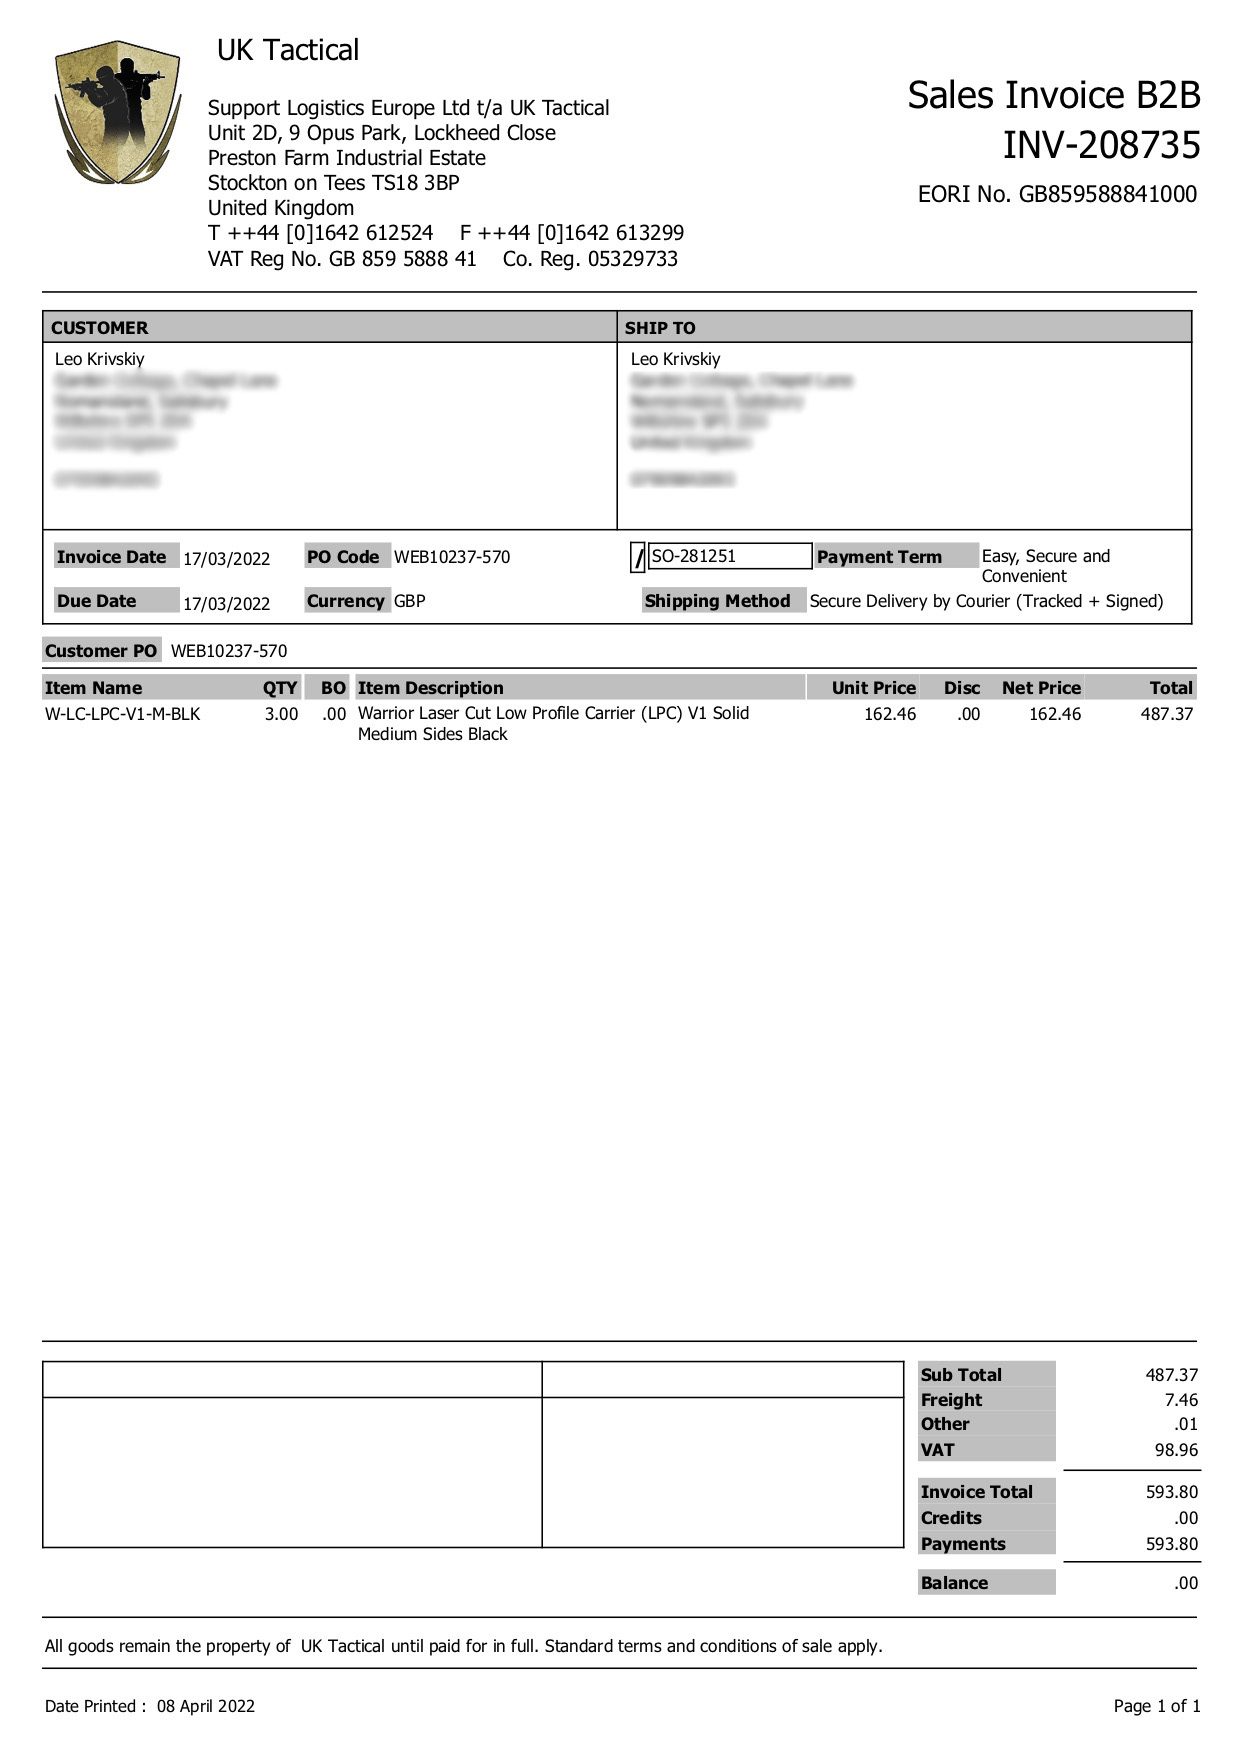 UK Tactical
Support Logistics Europe Ltd t/a UK Tactical
Unit 2D, 9 Opus Park, Lockheed Close
Preston Farm Industrial Estate
Stockton on Tees TS18 3BP
United Kingdom
T ++44 [0]1642 612524 F ++44 [0]1642 613299
VAT Reg No. GB 859 5888 41 Co. Reg. 05329733
Sales Invoice B2B
INV-208735
EORI No. GB859588841000
CUSTOMER
Leo Krivskiy
SHIP TO
Leo Krivskiy
Invoice Date 17/03/2022 PO Code WEB10237-570 / SO-281251 Payment Term Easy, Secure and
Convenient
Due Date 17/03/2022 Currency GBP Shipping Method Secure Delivery by Courier (Tracked + Signed)
Customer PO WEB10237-570
Item Name QTY BO Item Description Unit Price Disc Net Price Total
W-LC-LPC-V1-M-BLK 3.00 .00 Warrior Laser Cut Low Profile Carrier (LPC) V1 Solid 162.46 .00 162.46 487.37
Medium Sides Black
Sub Total 487.37
Freight 7.46
Other .01
VAT 98.96
Invoice Total 593.80
Credits .00
Payments 593.80
Balance .00
All goods remain the property of UK Tactical until paid for in full. Standard terms and conditions of sale apply.
Date Printed : 08 April 2022 Page 1 of 1